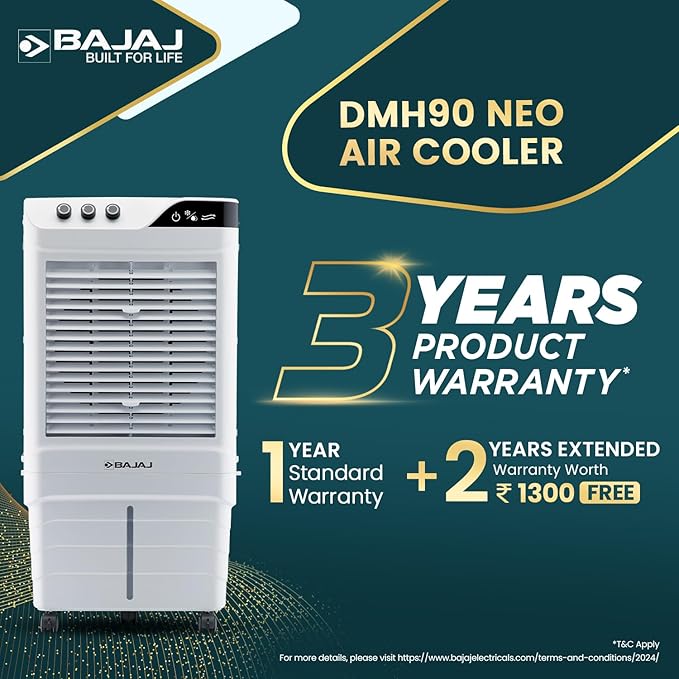 BAJAJ
BUILT FOR LIFE
DMH90 NEO
AIR COOLER
3 YEARS
PRODUCT
WARRANTY*
1 YEAR
Standard
Warranty
+ 2 YEARS EXTENDED
Warranty Worth
₹ 1300 FREE
BAJAJ
*T&C Apply
For more details, please visit https://www.bajajelectricals.com/terms-and-conditions/2024/